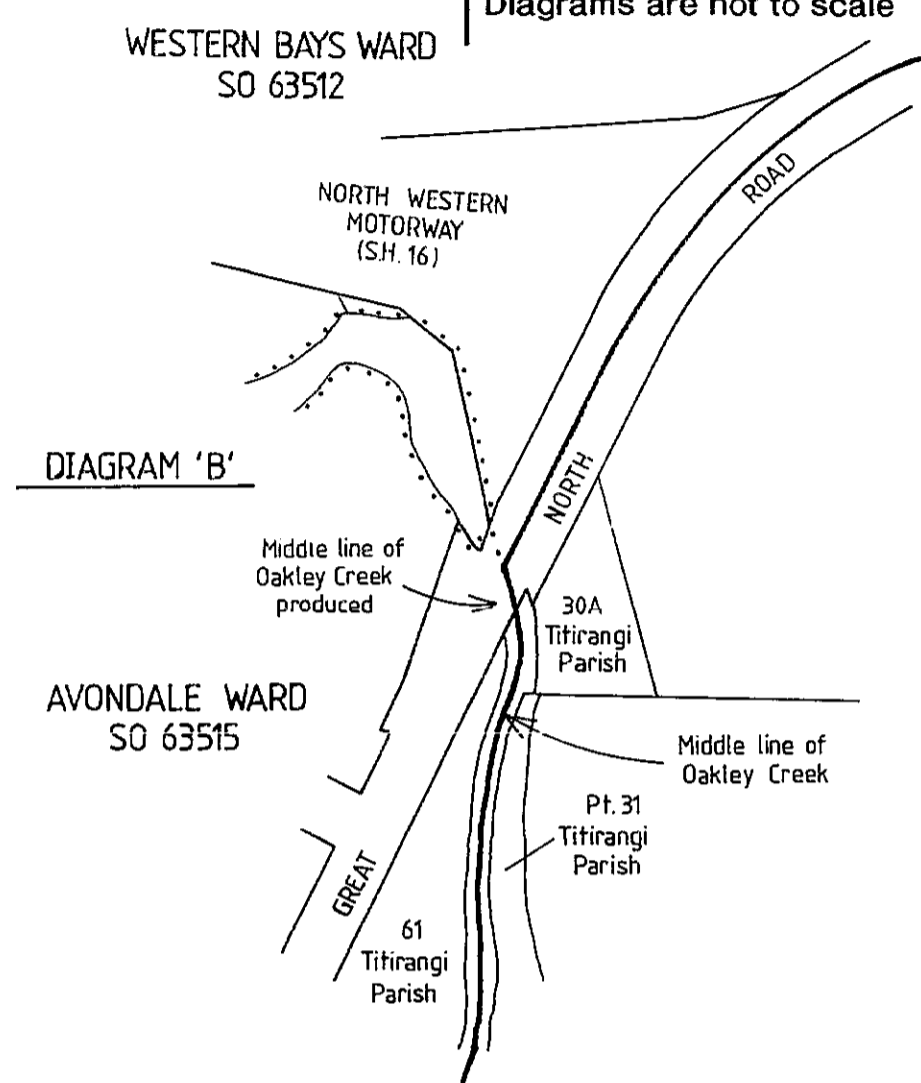 Diagrams are not to scale
WESTERN BAYS WARD
SO 63512
NORTH WESTERN
MOTORWAY
(S.H. 16)
ROAD
DIAGRAM 'B'
NORTH
Middle line of
Oakley Creek
produced
30A
Titirangi
Parish
AVONDALE WARD
SO 63515
Middle line of
Oakley Creek
Pt. 31
Titirangi
Parish
GREAT
61
Titirangi
Parish